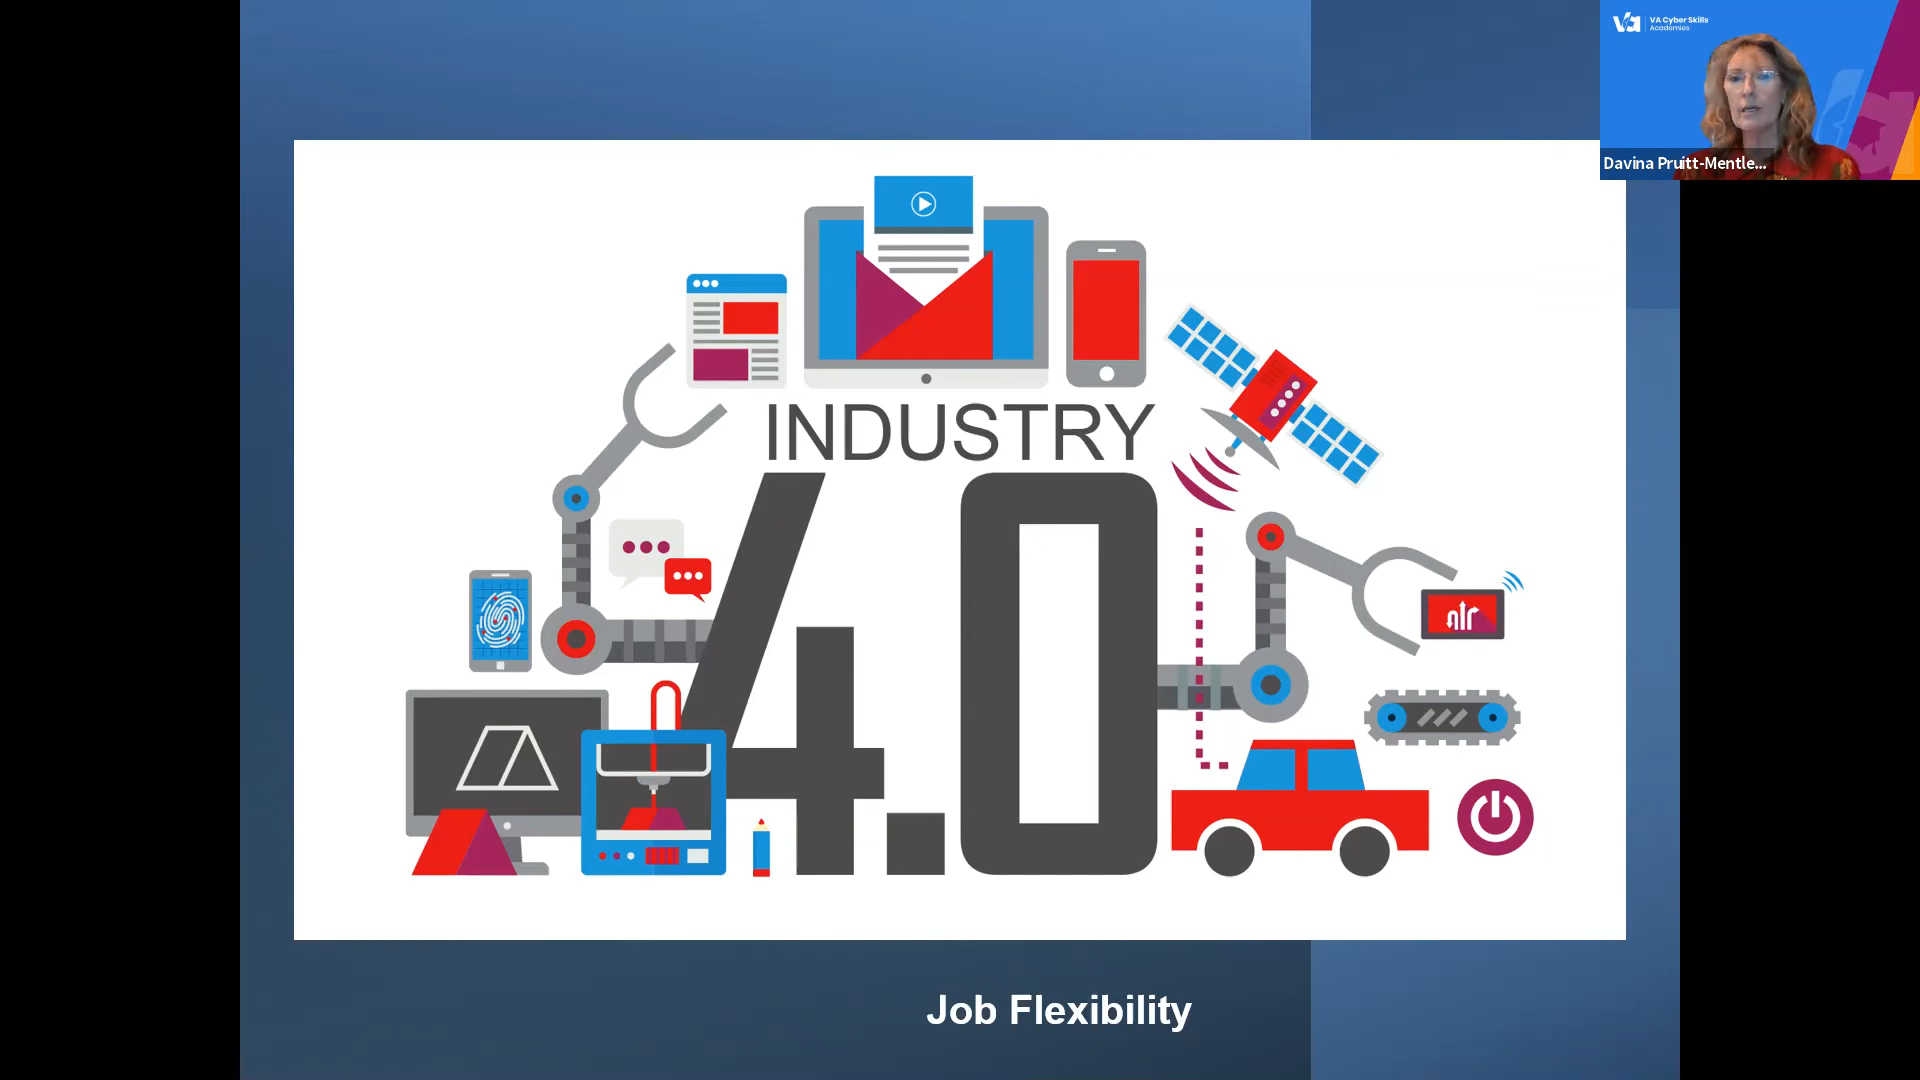 VA Cyber Skills
Academies
Davina Pruitt-Mentle...
INDUSTRY
4.0
Job Flexibility